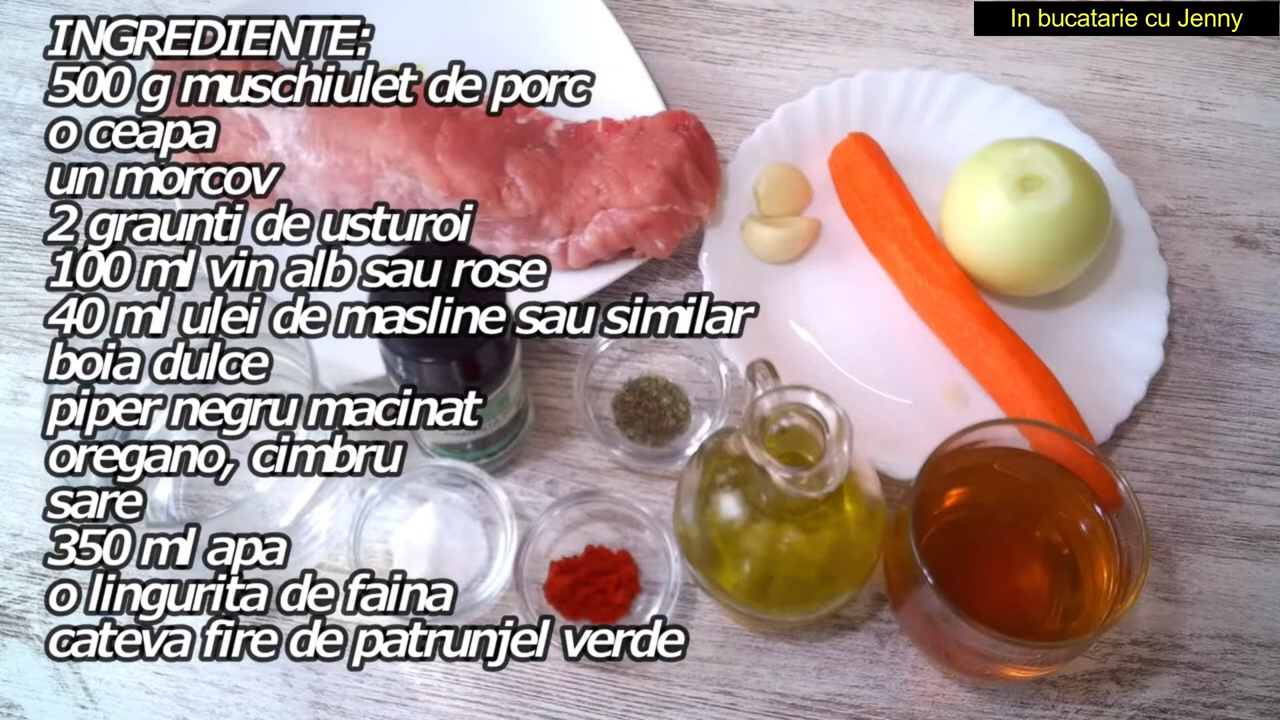 In bucatarie cu Jenny
INGREDIENTE:
500 g muschiulet de porc
o ceapa
un morcov
2 graunti de usturoi
100 ml vin alb sau rose
40 ml ulei de masline sau similar
boia dulce
piper negru macinat
oregano, cimbru
sare
350 ml apa
o lingurita de faina
cateva fire de patrunjel verde